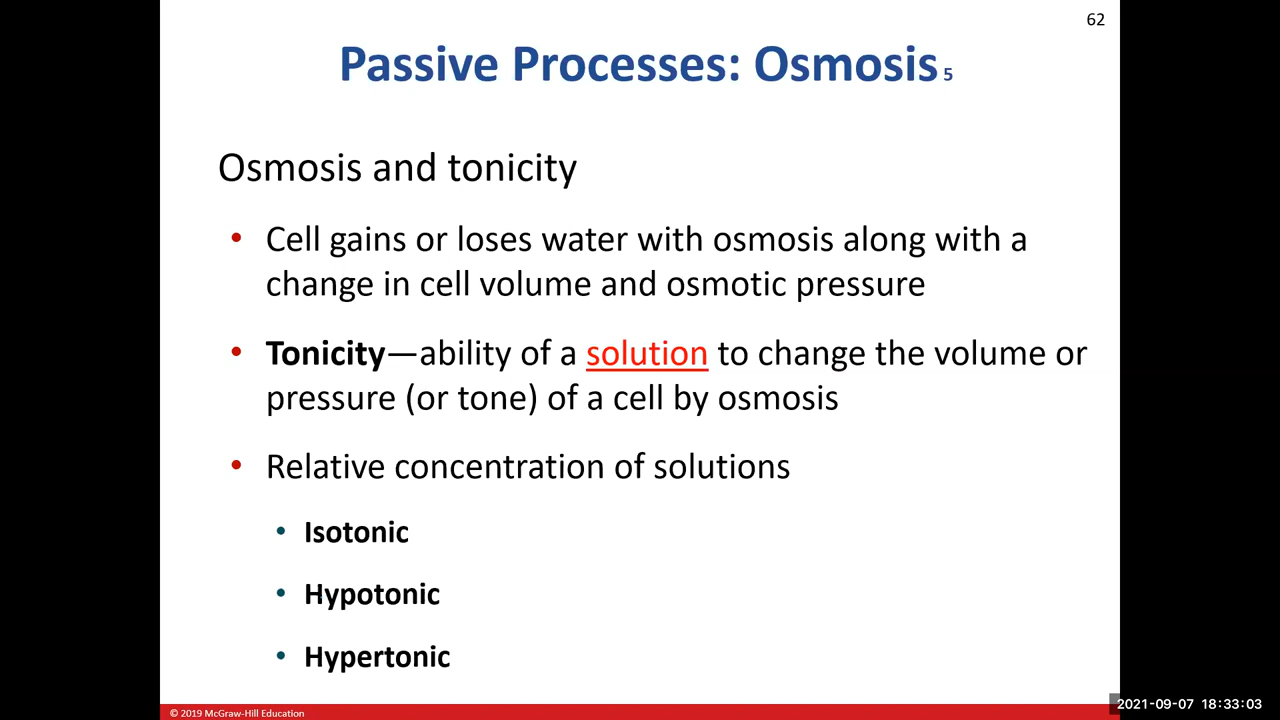 62
Passive Processes: Osmosis 5
Osmosis and tonicity
• Cell gains or loses water with osmosis along with a
change in cell volume and osmotic pressure
• Tonicity—ability of a solution to change the volume or
pressure (or tone) of a cell by osmosis
• Relative concentration of solutions
• Isotonic
• Hypotonic
• Hypertonic
© 2019 McGraw-Hill Education
2021-09-07 18:33:03